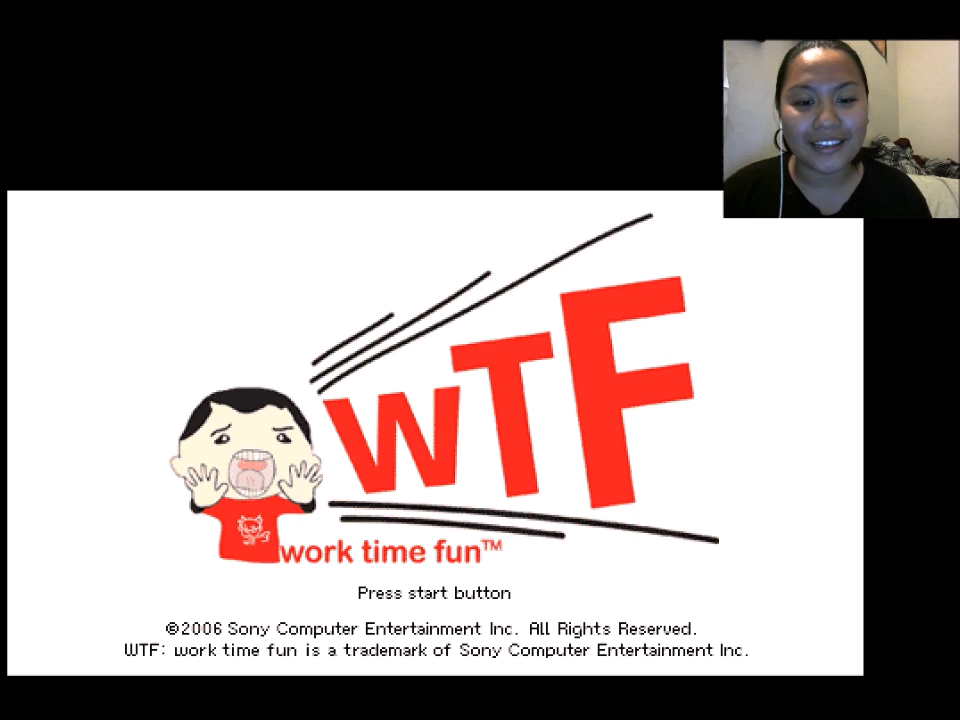 WTF
work time fun™
Press start button
©2006 Sony Computer Entertainment Inc. All Rights Reserved.
WTF: work time fun is a trademark of Sony Computer Entertainment Inc.